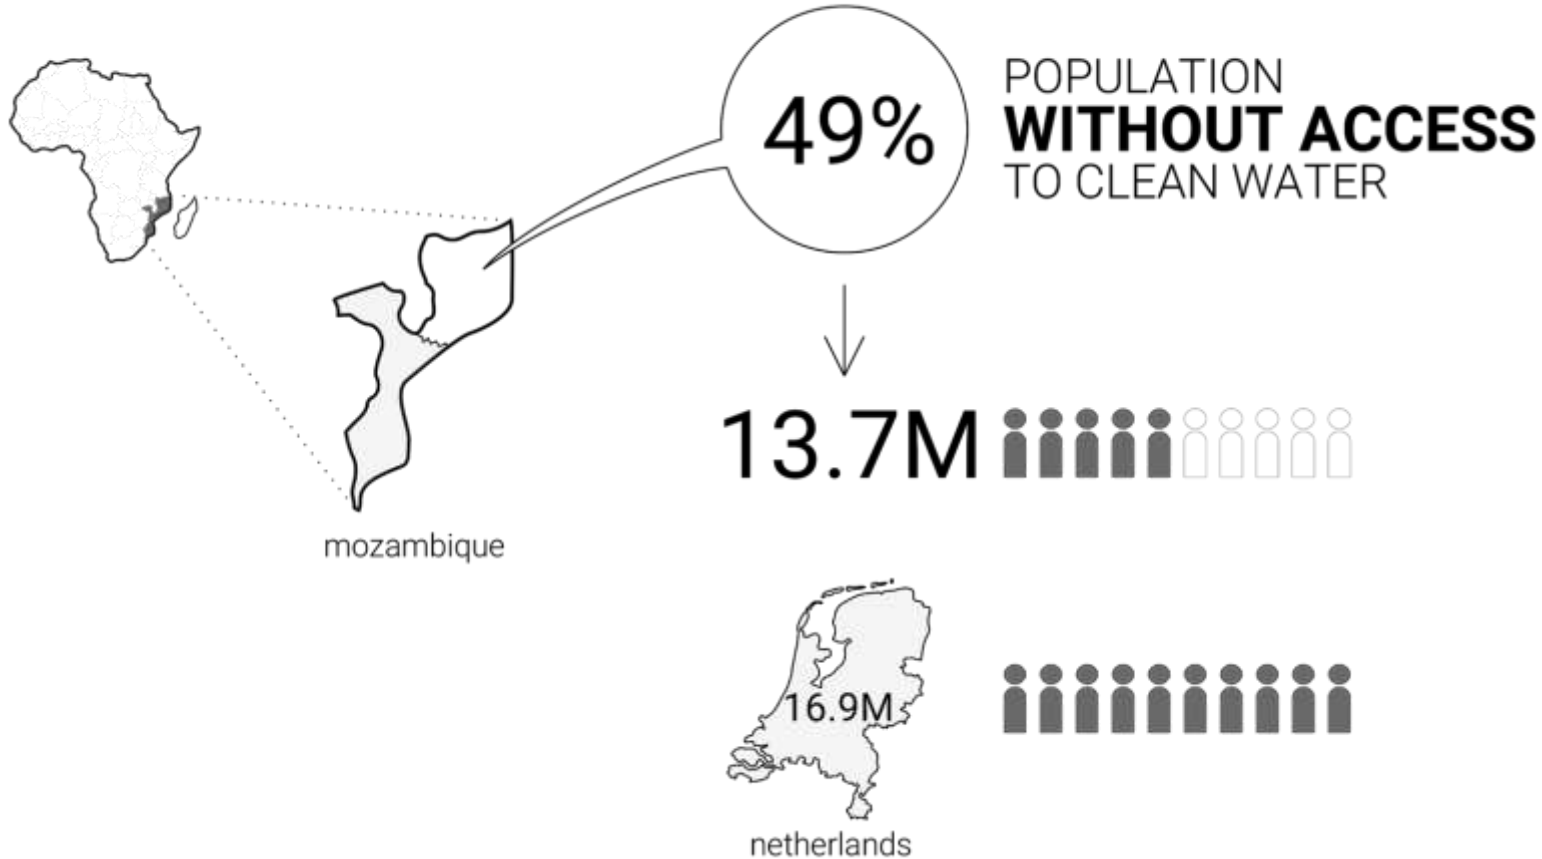 49%
POPULATION
WITHOUT ACCESS
TO CLEAN WATER
13.7M
mozambique
16.9M
netherlands